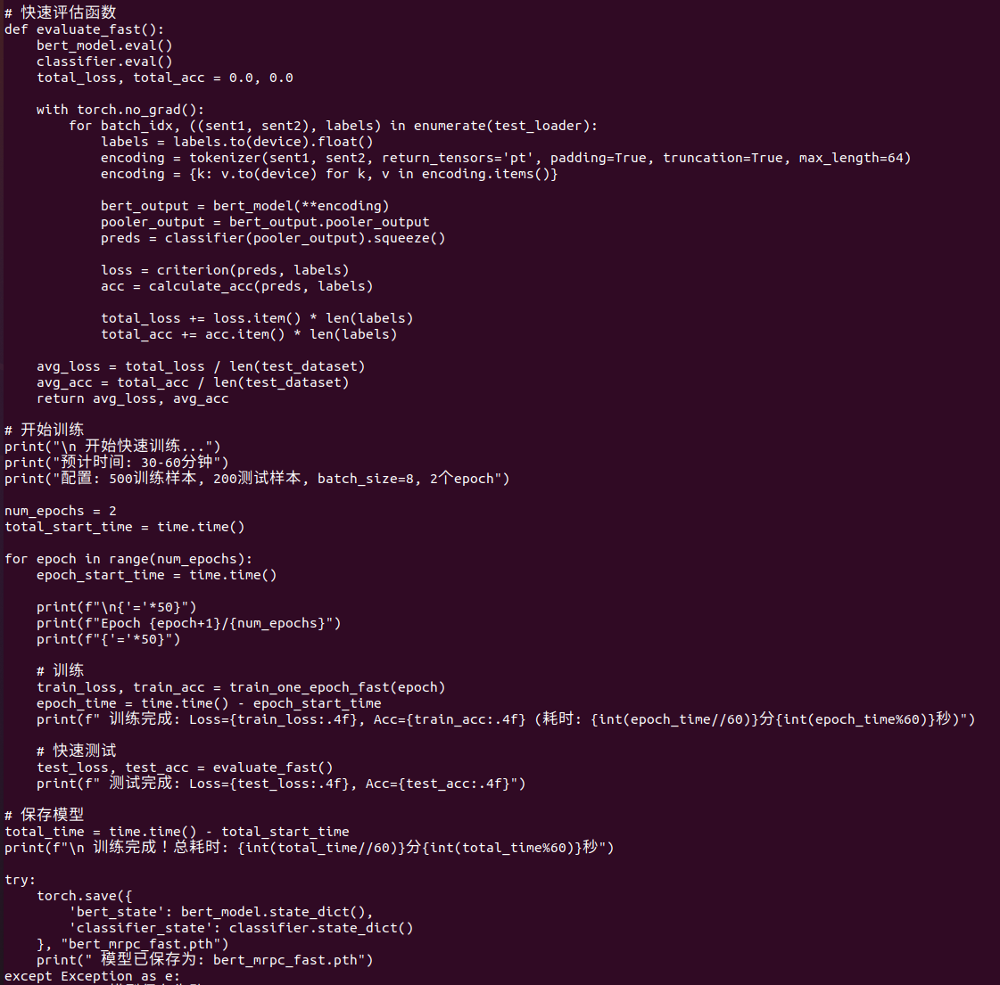 # 快速评估函数
def evaluate_fast():
    bert_model.eval()
    classifier.eval()
    total_loss, total_acc = 0.0, 0.0

    with torch.no_grad():
        for batch_idx, ((sent1, sent2), labels) in enumerate(test_loader):
            labels = labels.to(device).float()
            encoding = tokenizer(sent1, sent2, return_tensors='pt', padding=True, truncation=True, max_length=64)
            encoding = {k: v.to(device) for k, v in encoding.items()}

            bert_output = bert_model(**encoding)
            pooler_output = bert_output.pooler_output
            preds = classifier(pooler_output).squeeze()

            loss = criterion(preds, labels)
            acc = calculate_acc(preds, labels)

            total_loss += loss.item() * len(labels)
            total_acc += acc.item() * len(labels)

    avg_loss = total_loss / len(test_dataset)
    avg_acc = total_acc / len(test_dataset)
    return avg_loss, avg_acc

# 开始训练
print("\n 开始快速训练...")
print("预计时间: 30-60分钟")
print("配置: 500训练样本, 200测试样本, batch_size=8, 2个epoch")

num_epochs = 2
total_start_time = time.time()

for epoch in range(num_epochs):
    epoch_start_time = time.time()

    print(f"\n{'='*50}")
    print(f"Epoch {epoch+1}/{num_epochs}")
    print(f"{'='*50}")

    # 训练
    train_loss, train_acc = train_one_epoch_fast(epoch)
    epoch_time = time.time() - epoch_start_time
    print(f" 训练完成: Loss={train_loss:.4f}, Acc={train_acc:.4f} (耗时: {int(epoch_time//60)}分{int(epoch_time%60)}秒)")

    # 快速测试
    test_loss, test_acc = evaluate_fast()
    print(f" 测试完成: Loss={test_loss:.4f}, Acc={test_acc:.4f}")

# 保存模型
total_time = time.time() - total_start_time
print(f"\n 训练完成！总耗时: {int(total_time//60)}分{int(total_time%60)}秒")

try:
    torch.save({
        'bert_state': bert_model.state_dict(),
        'classifier_state': classifier.state_dict()
    }, "bert_mrpc_fast.pth")
    print(" 模型已保存为: bert_mrpc_fast.pth")
except Exception as e: